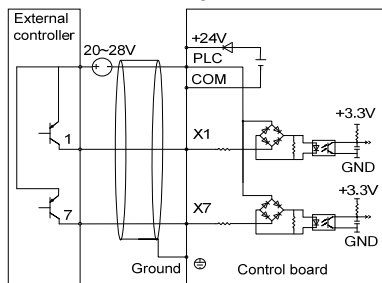 External
controller
20~28V
+24V
PLC
COM
1
X1
+3.3V
GND
7
X7
+3.3V
GND
Ground
Control board